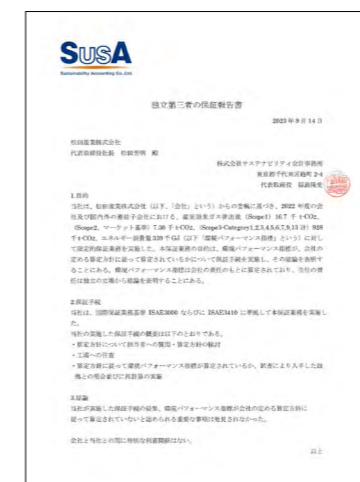 SusA
Sustainability Accounting Co.,Ltd.
独立第三者の保証報告書
2023年9月14日
松田産業株式会社
代表取締役社長 松田芳明 殿
株式会社サステナビリティ会計事務所
東京都千代田区麹町2-4
代表取締役 福島隆史
1.目的
当社は、松田産業株式会社（以下、「会社」という）からの委嘱に基づき、2022年度の会
社及び国内外の連結子会社における、温室効果ガス排出量（Scope1）16.7千t-CO2、
（Scope2、マーケット基準）7.36千t-CO2、（Scope3-Category1,2,3,4,5,6,7,9,13計）928
千t-CO2、エネルギー消費量339千GJ（以下「環境パフォーマンス指標」という）に対し
て限定的保証業務を実施した。本保証業務の目的は、環境パフォーマンス指標が、会社の
定める算定方針に従って算定されているかについて保証手続を実施し、その結論を表明す
ることにある。環境パフォーマンス指標は会社の責任のもとに算定されており、当社の責
任は独立の立場から結論を表明することにある。
2.保証手続
当社は、国際保証業務基準ISAE3000ならびにISAE3410に準拠して本保証業務を実施し
た。
当社の実施した保証手続の概要は以下のとおりである。
・算定方針について担当者への質問・算定方針の検討
・工場への往査
・算定方針に従って環境パフォーマンス指標が算定されているか、試査により入手した証
拠との照合並びに再計算の実施
3.結論
当社が実施した保証手続の結果、環境パフォーマンス指標が会社の定める算定方針に
従って算定されていないと認められる重要な事項は発見されなかった。
会社と当社との間に特別な利害関係はない。
以上